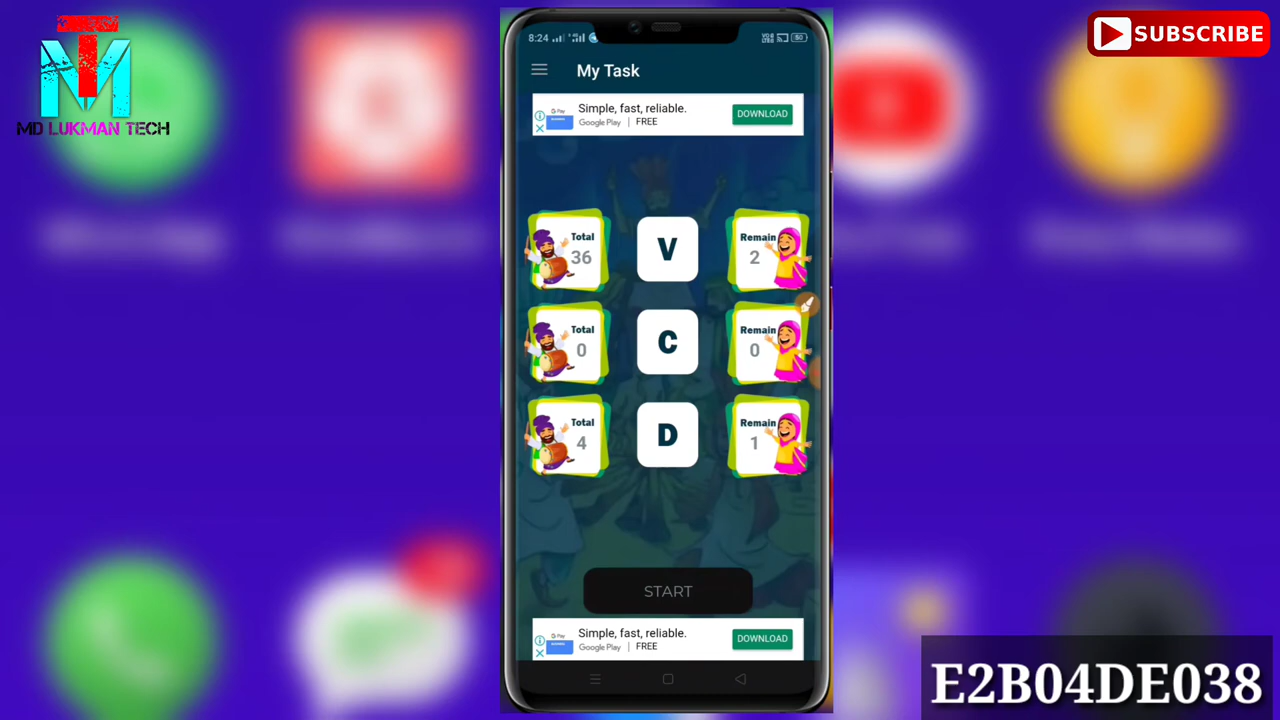 MD LUKMAN TECH
SUBSCRIBE
8:24
My Task
Simple, fast, reliable.
Google Play | FREE
DOWNLOAD
Total
36
V
Remain
2
Total
0
C
Remain
0
Total
4
D
Remain
1
START
Simple, fast, reliable.
Google Play | FREE
DOWNLOAD
E2B04DE038